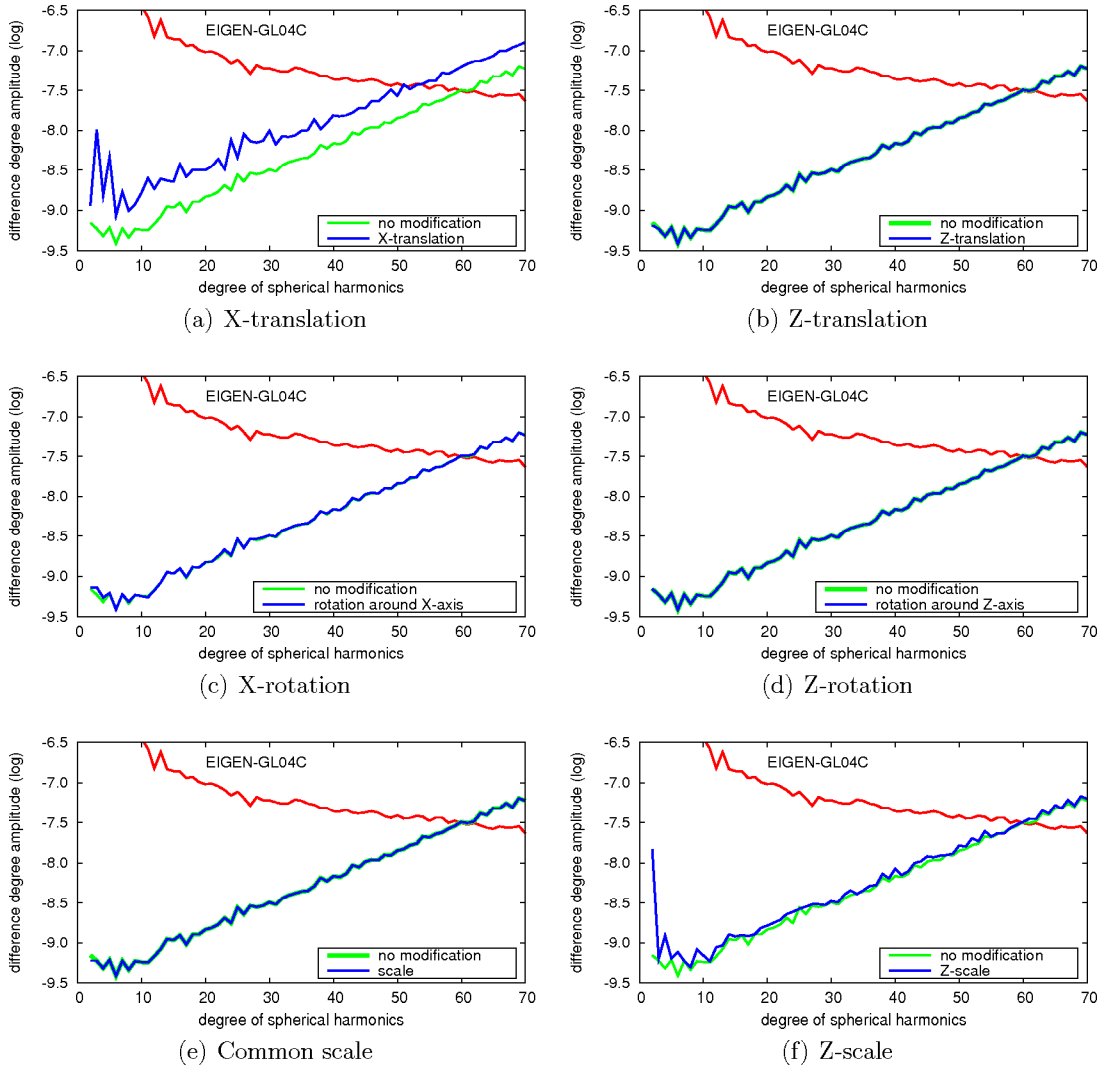 difference degree amplitude (log)
-6.5
-7.0
-7.5
-8.0
-8.5
-9.0
-9.5
EIGEN-GL04C
no modification
X-translation
0 10 20 30 40 50 60 70
degree of spherical harmonics
(a) X-translation
difference degree amplitude (log)
-6.5
-7.0
-7.5
-8.0
-8.5
-9.0
-9.5
EIGEN-GL04C
no modification
Z-translation
0 10 20 30 40 50 60 70
degree of spherical harmonics
(b) Z-translation
difference degree amplitude (log)
-6.5
-7.0
-7.5
-8.0
-8.5
-9.0
-9.5
EIGEN-GL04C
no modification
rotation around X-axis
0 10 20 30 40 50 60 70
degree of spherical harmonics
(c) X-rotation
difference degree amplitude (log)
-6.5
-7.0
-7.5
-8.0
-8.5
-9.0
-9.5
EIGEN-GL04C
no modification
rotation around Z-axis
0 10 20 30 40 50 60 70
degree of spherical harmonics
(d) Z-rotation
difference degree amplitude (log)
-6.5
-7.0
-7.5
-8.0
-8.5
-9.0
-9.5
EIGEN-GL04C
no modification
scale
0 10 20 30 40 50 60 70
degree of spherical harmonics
(e) Common scale
difference degree amplitude (log)
-6.5
-7.0
-7.5
-8.0
-8.5
-9.0
-9.5
EIGEN-GL04C
no modification
Z-scale
0 10 20 30 40 50 60 70
degree of spherical harmonics
(f) Z-scale